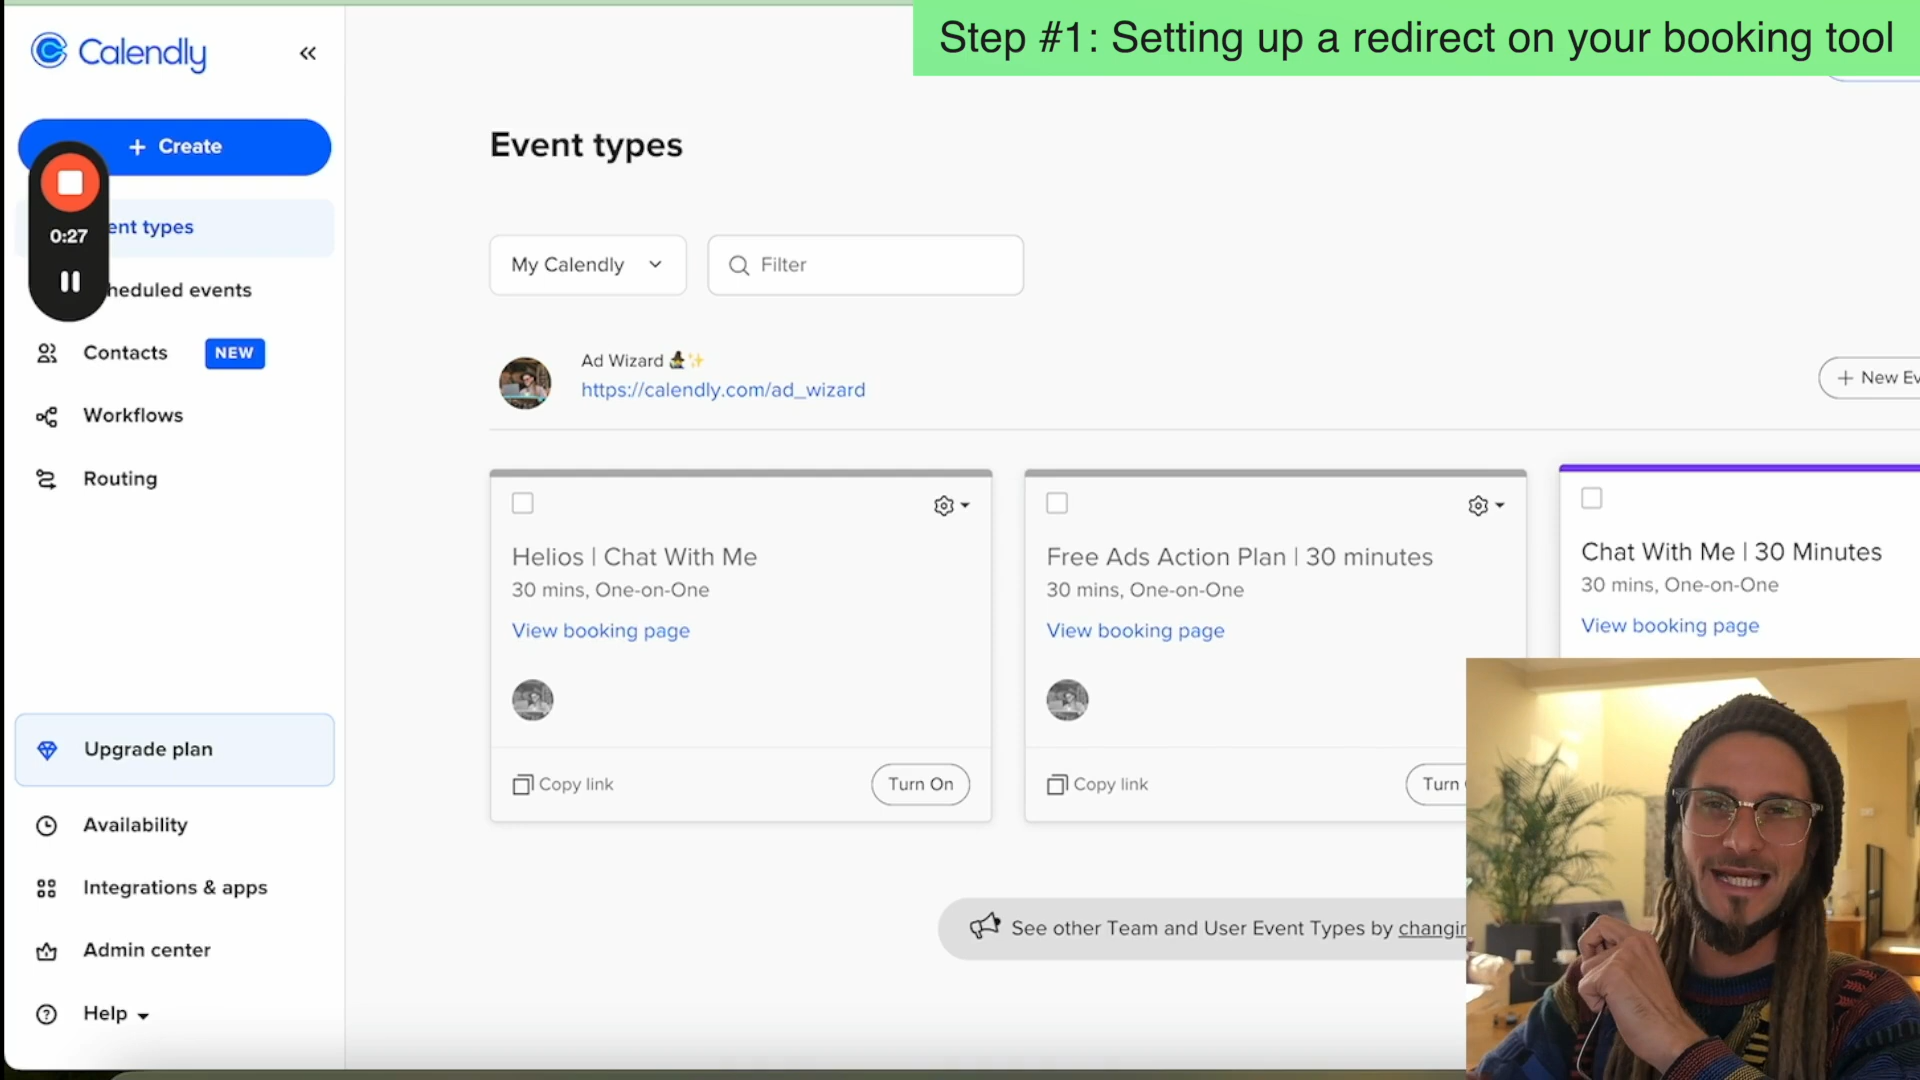 Step #1: Setting up a redirect on your booking tool
Calendly
+ Create
0:27
ent types
heduled events
Contacts NEW
Workflows
Routing
Upgrade plan
Availability
Integrations & apps
Admin center
Help
Event types
My Calendly
Filter
Ad Wizard
https://calendly.com/ad_wizard
+ New Ev
Helios | Chat With Me
30 mins, One-on-One
View booking page
Copy link
Turn On
Free Ads Action Plan | 30 minutes
30 mins, One-on-One
View booking page
Copy link
Turn
Chat With Me | 30 Minutes
30 mins, One-on-One
View booking page
See other Team and User Event Types by changin